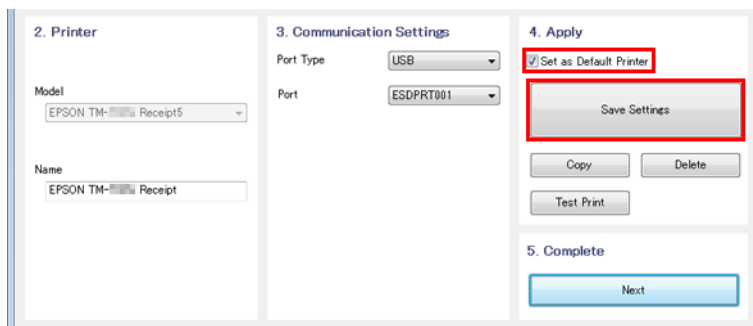 2. Printer
Model
EPSON TM- Receipt5
Name
EPSON TM- Receipt
3. Communication Settings
Port Type
USB
Port
ESDPRT001
4. Apply
Set as Default Printer
Save Settings
Copy
Delete
Test Print
5. Complete
Next